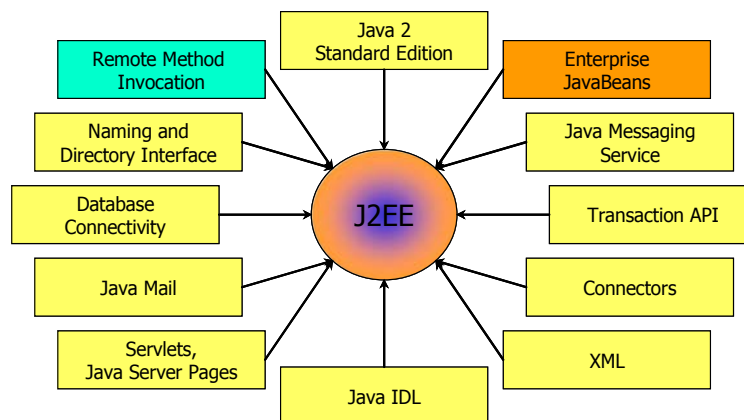 Java 2
Standard Edition
Remote Method
Invocation
Enterprise
JavaBeans
Naming and
Directory Interface
Java Messaging
Service
Database
Connectivity
J2EE
Transaction API
Java Mail
Connectors
Servlets,
Java Server Pages
XML
Java IDL